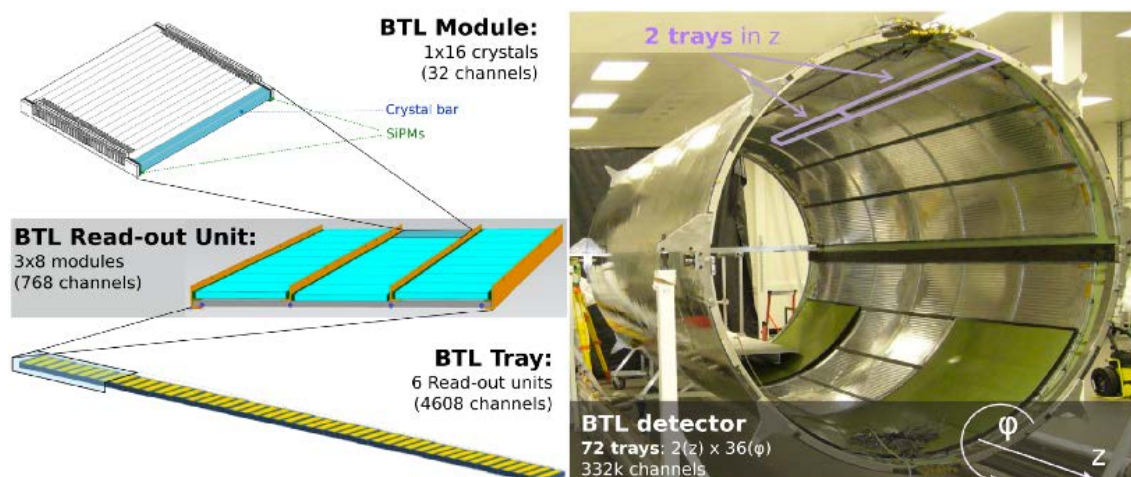 BTL Module:
1x16 crystals
(32 channels)
Crystal bar
SiPMs
BTL Read-out Unit:
3x8 modules
(768 channels)
BTL Tray:
6 Read-out units
(4608 channels)
2 trays in z
BTL detector
72 trays: 2(z) x 36(φ)
332k channels
φ
z